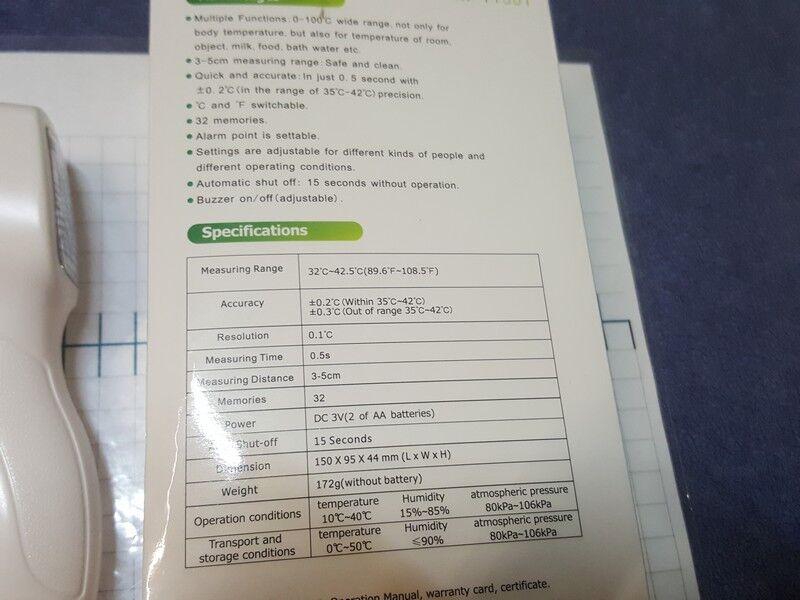 ● Multiple Functions: 0-100℃ wide range, not only for
body temperature, but also for temperature of room,
object, milk, food, bath water etc.
● 3-5cm measuring range: Safe and clean.
● Quick and accurate: In just 0.5 second with
±0.2℃(in the range of 35℃-42℃) precision.
● ℃ and ℉ switchable.
● 32 memories.
● Alarm point is settable.
● Settings are adjustable for different kinds of people and
different operating conditions.
● Automatic shut off: 15 seconds without operation.
● Buzzer on/off (adjustable).
Specifications
Measuring Range 32℃~42.5℃(89.6℉~108.5℉)
Accuracy ±0.2℃(Within 35℃~42℃)
±0.3℃(Out of range 35℃~42℃)
Resolution 0.1℃
Measuring Time 0.5s
Measuring Distance 3-5cm
Memories 32
Power DC 3V(2 of AA batteries)
Shut-off 15 Seconds
Dimension 150 X 95 X 44 mm (L x W x H)
Weight 172g(without battery)
Operation conditions temperature Humidity atmospheric pressure
10℃~40℃ 15%~85% 80kPa~106kPa
Transport and storage conditions temperature Humidity atmospheric pressure
0℃~50℃ ≤90% 80kPa~106kPa
Manual, warranty card, certificate.